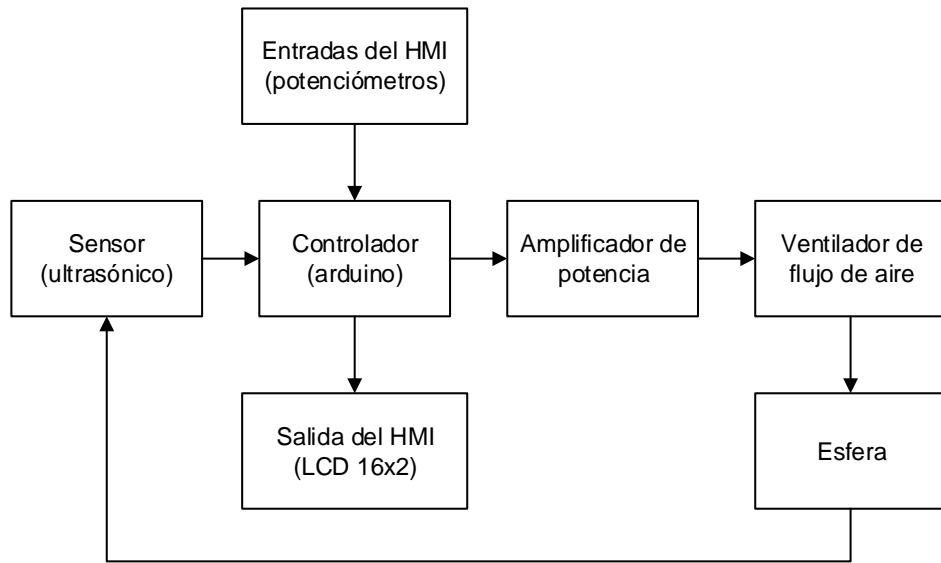 Entradas del HMI
(potenciómetros)
Sensor
(ultrasónico)
Controlador
(arduino)
Amplificador de
potencia
Ventilador de
flujo de aire
Salida del HMI
(LCD 16x2)
Esfera